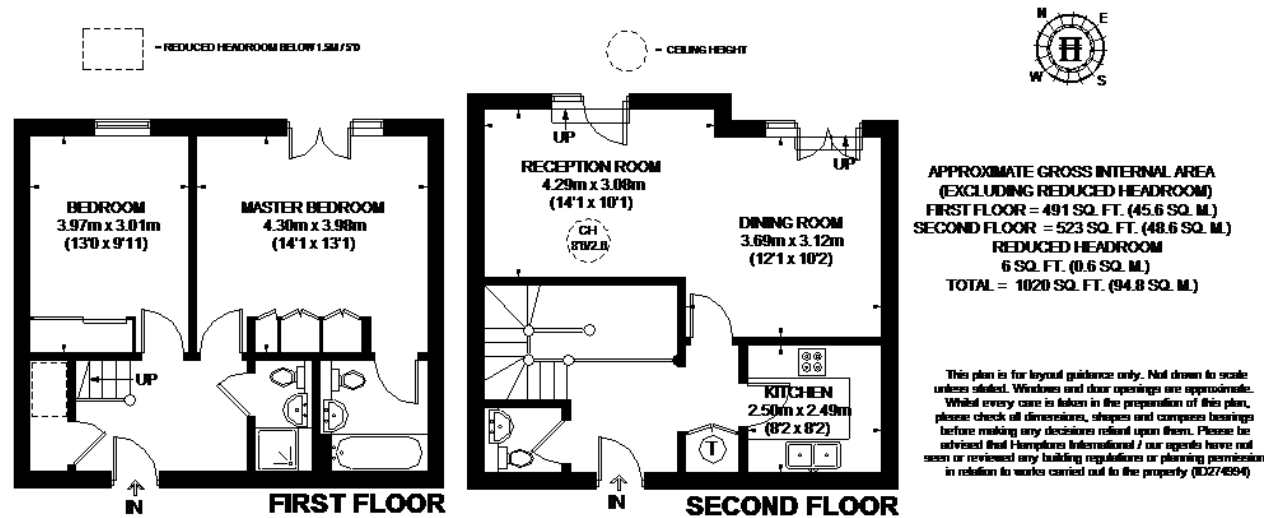 = REDUCED HEADROOM BELOW 1.5M / 5'0
= CEILING HEIGHT
N
E
H
W
S
UP
UP
RECEPTION ROOM
4.29m x 3.08m
(14'1 x 10'1)
BEDROOM
3.97m x 3.01m
(13'0 x 9'11)
MASTER BEDROOM
4.30m x 3.98m
(14'1 x 13'1)
DINING ROOM
3.69m x 3.12m
(12'1 x 10'2)
CH
8'6/2.6
UP
KITCHEN
2.50m x 2.49m
(8'2 x 8'2)
T
IN
FIRST FLOOR
IN
SECOND FLOOR
APPROXIMATE GROSS INTERNAL AREA
(EXCLUDING REDUCED HEADROOM)
FIRST FLOOR = 491 SQ. FT. (45.6 SQ. M.)
SECOND FLOOR = 523 SQ. FT. (48.6 SQ. M.)
REDUCED HEADROOM
6 SQ. FT. (0.6 SQ. M.)
TOTAL = 1020 SQ. FT. (94.8 SQ. M.)
This plan is for layout guidance only. Not drawn to scale
unless stated. Windows and door openings are approximate.
Whilst every care is taken in the preparation of this plan,
please check all dimensions, shapes and compass bearings
before making any decisions reliant upon them. Please be
advised that Hamptons International / our agents have not
seen or reviewed any building regulations or planning permission
in relation to works carried out to the property (ID274994)